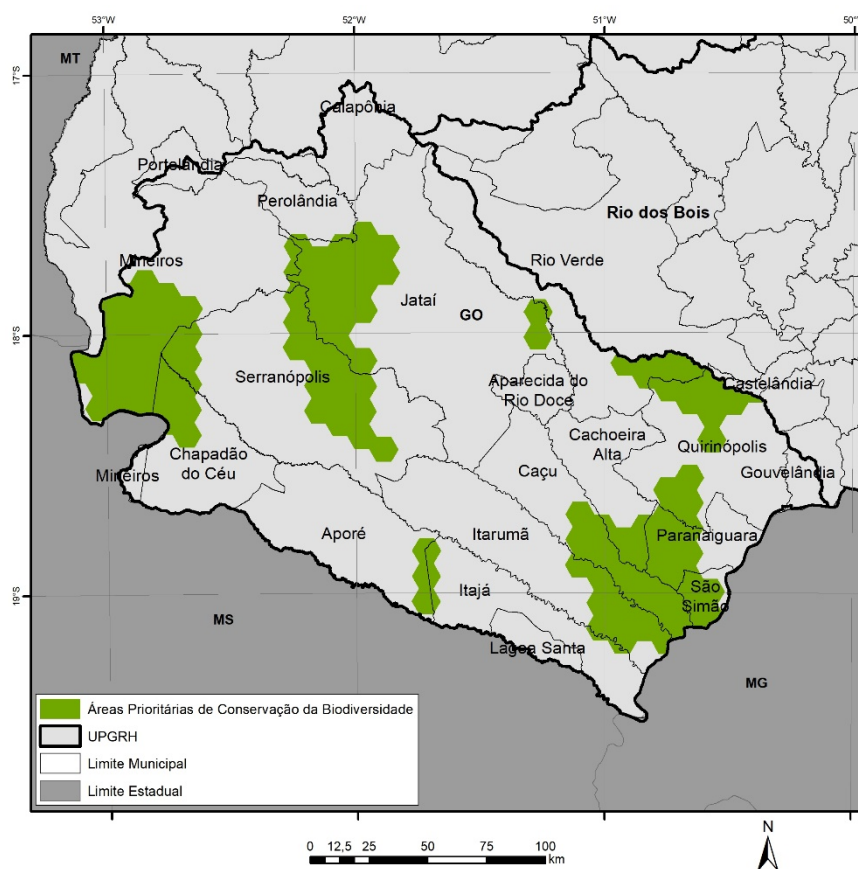 53°W
52°W
51°W
50°W
MT
17°S
Caiapônia
Portelândia
Perolândia
Rio dos Bois
Mineiros
Rio Verde
Jataí
GO
18°S
Serranópolis
Aparecida do
Rio Doce
Castelândia
Cachoeira
Alta
Quirinópolis
Chapadão
do Céu
Mineiros
Caçu
Gouvelândia
Aporé
Itarumã
Paranaiguara
Itajá
São
Simão
19°S
MS
Lagoa Santa
MG
Áreas Prioritárias de Conservação da Biodiversidade
UPGRH
Limite Municipal
Limite Estadual
0 12,5 25 50 75 100
km
N